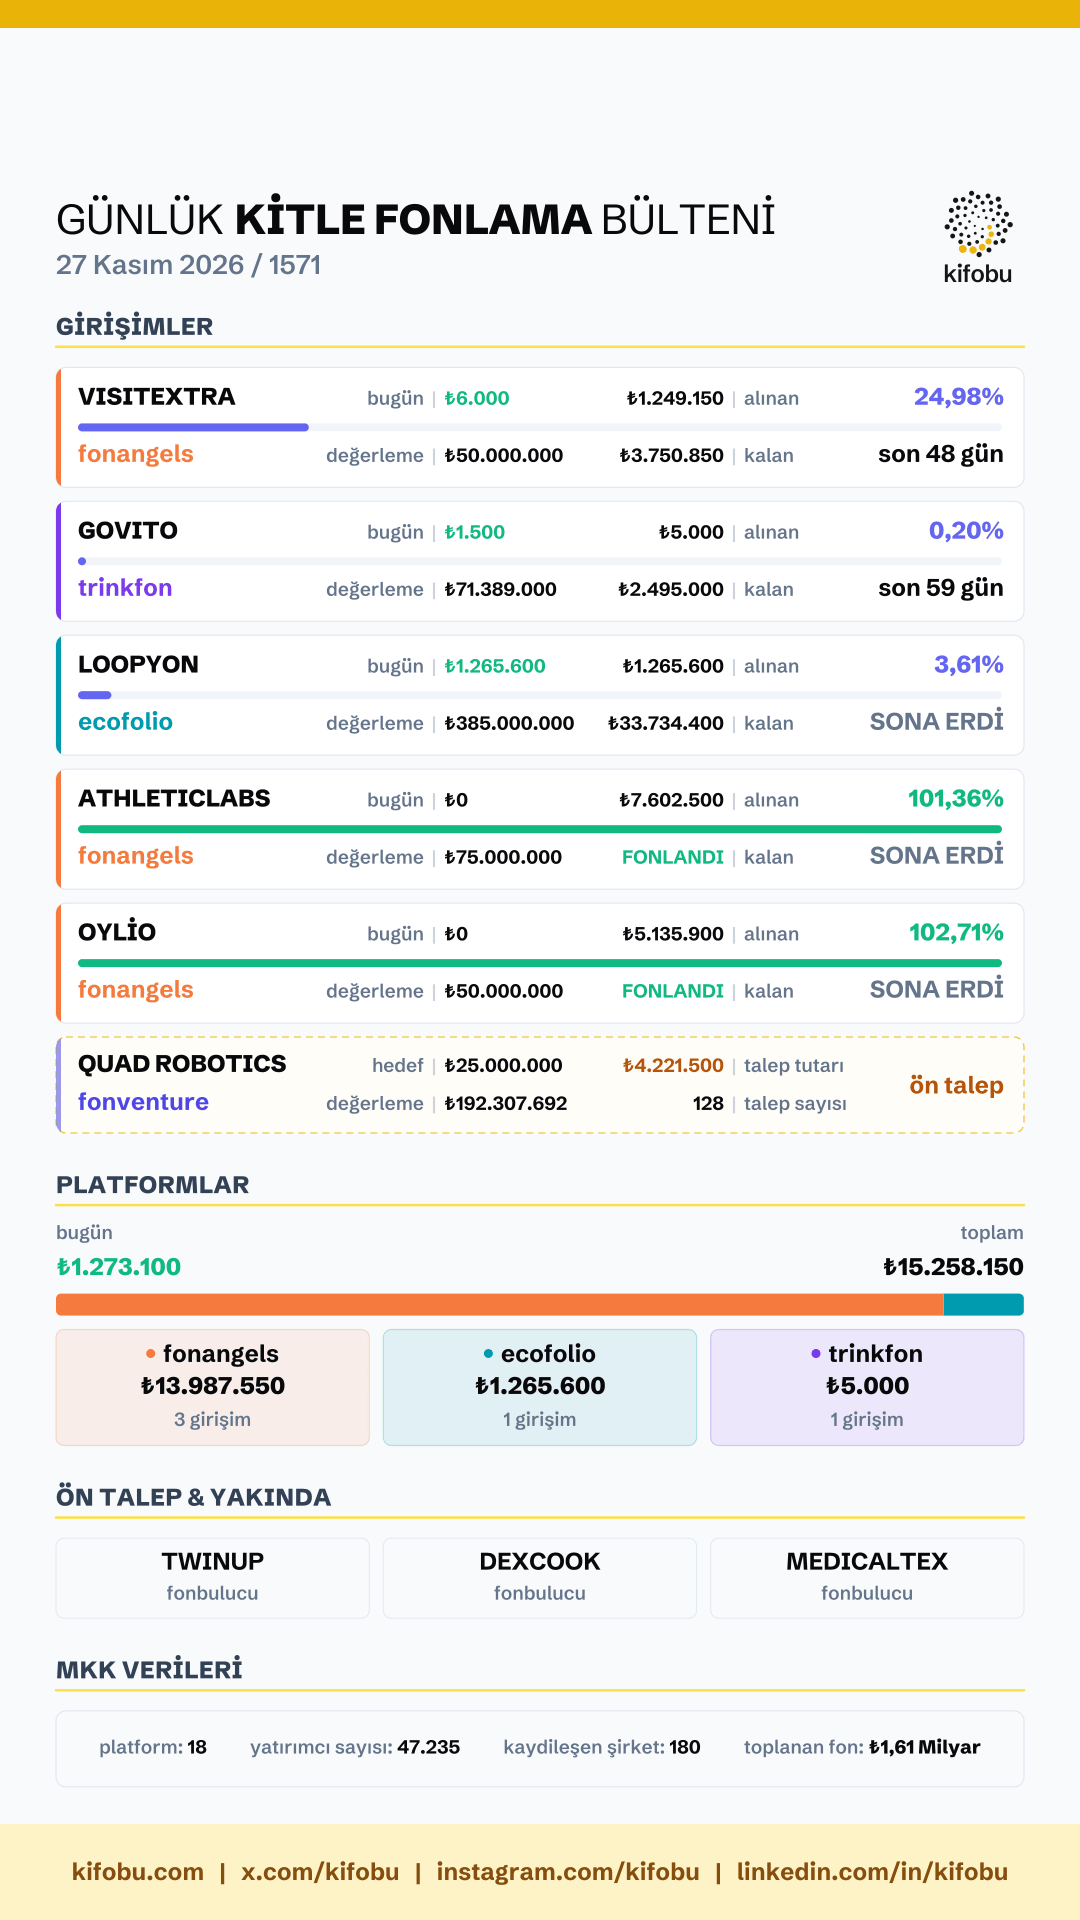 GÜNLÜK KİTLE FONLAMA BÜLTENİ
27 Kasım 2026 / 1571
kifobu
GİRİŞİMLER
VISITEXTRA bugün | ₺6.000 ₺1.249.150 | alınan 24,98%
fonangels değerleme | ₺50.000.000 ₺3.750.850 | kalan son 48 gün
GOVITO bugün | ₺1.500 ₺5.000 | alınan 0,20%
trinkfon değerleme | ₺71.389.000 ₺2.495.000 | kalan son 59 gün
LOOPYON bugün | ₺1.265.600 ₺1.265.600 | alınan 3,61%
ecofolio değerleme | ₺385.000.000 ₺33.734.400 | kalan SONA ERDİ
ATHLETICLABS bugün | ₺0 ₺7.602.500 | alınan 101,36%
fonangels değerleme | ₺75.000.000 FONLANDI | kalan SONA ERDİ
OYLİO bugün | ₺0 ₺5.135.900 | alınan 102,71%
fonangels değerleme | ₺50.000.000 FONLANDI | kalan SONA ERDİ
QUAD ROBOTICS hedef | ₺25.000.000 ₺4.221.500 | talep tutarı
ön talep
fonventure değerleme | ₺192.307.692 128 | talep sayısı
PLATFORMLAR
bugün toplam
₺1.273.100 ₺15.258.150
fonangels ecofolio trinkfon
₺13.987.550 ₺1.265.600 ₺5.000
3 girişim 1 girişim 1 girişim
ÖN TALEP & YAKINDA
TWINUP DEXCOOK MEDICALTEX
fonbulucu fonbulucu fonbulucu
MKK VERİLERİ
platform: 18 yatırımcı sayısı: 47.235 kaydileşen şirket: 180 toplanan fon: ₺1,61 Milyar
kifobu.com | x.com/kifobu | instagram.com/kifobu | linkedin.com/in/kifobu